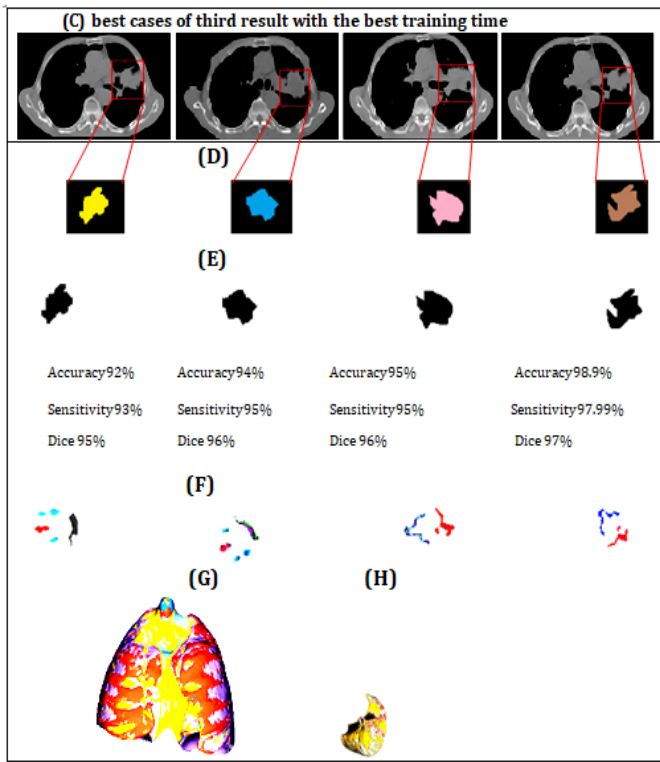 (C) best cases of third result with the best training time
(D)
(E)
Accuracy92% Accuracy94% Accuracy95% Accuracy98.9%
Sensitivity93% Sensitivity95% Sensitivity95% Sensitivity97.99%
Dice 95% Dice 96% Dice 96% Dice 97%
(F)
(G) (H)